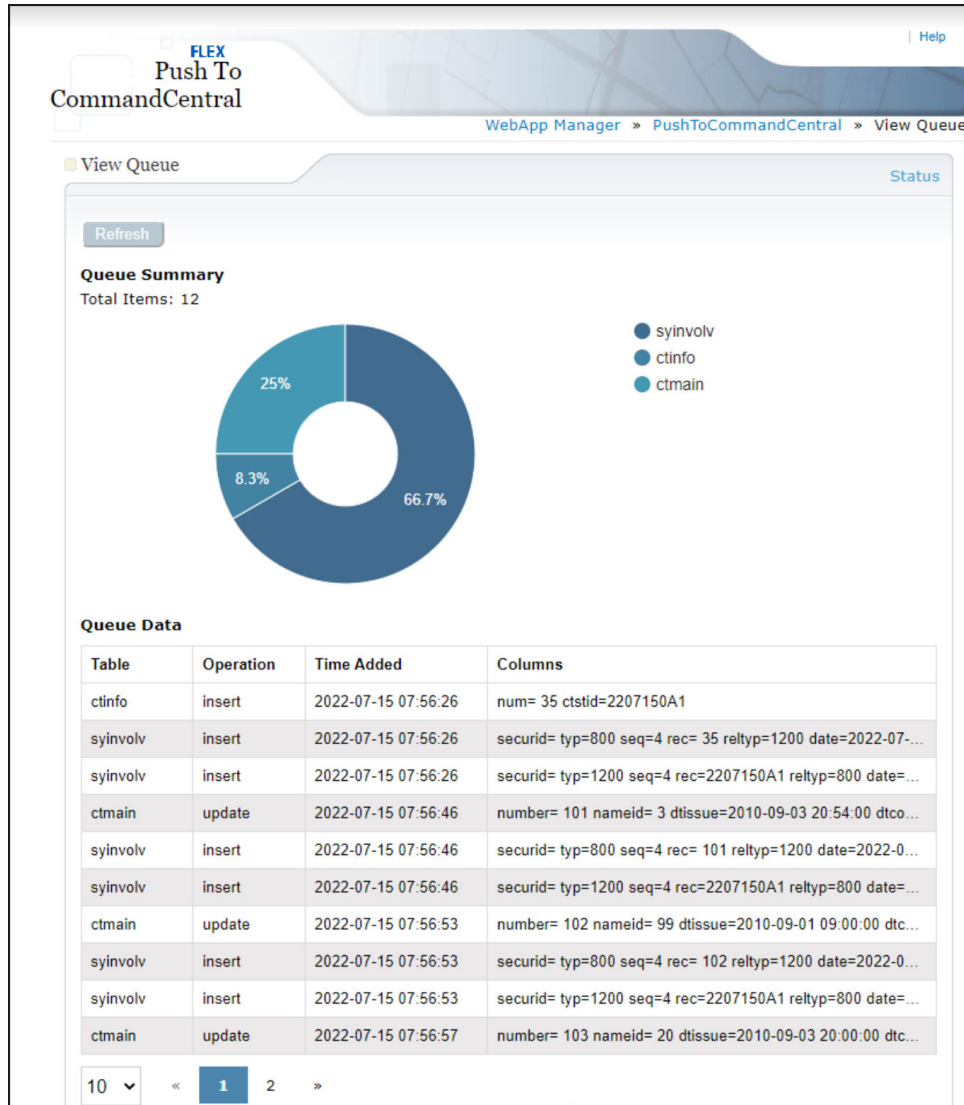 Help
FLEX
Push To
CommandCentral
WebApp Manager » PushToCommandCentral » View Queue
View Queue
Status
Refresh
Queue Summary
Total Items: 12
syinvolv
ctinfo
ctmain
25%
8.3%
66.7%
Queue Data
Table Operation Time Added Columns
ctinfo insert 2022-07-15 07:56:26 num= 35 ctstid=2207150A1
syinvolv insert 2022-07-15 07:56:26 securid= typ=800 seq=4 rec= 35 reltyp=1200 date=2022-07-...
syinvolv insert 2022-07-15 07:56:26 securid= typ=1200 seq=4 rec=2207150A1 reltyp=800 date=...
ctmain update 2022-07-15 07:56:46 number= 101 nameid= 3 dtissue=2010-09-03 20:54:00 dtco...
syinvolv insert 2022-07-15 07:56:46 securid= typ=800 seq=4 rec= 101 reltyp=1200 date=2022-0...
syinvolv insert 2022-07-15 07:56:46 securid= typ=1200 seq=4 rec=2207150A1 reltyp=800 date=...
ctmain update 2022-07-15 07:56:53 number= 102 nameid= 99 dtissue=2010-09-01 09:00:00 dtc...
syinvolv insert 2022-07-15 07:56:53 securid= typ=800 seq=4 rec= 102 reltyp=1200 date=2022-0...
syinvolv insert 2022-07-15 07:56:53 securid= typ=1200 seq=4 rec=2207150A1 reltyp=800 date=...
ctmain update 2022-07-15 07:56:57 number= 103 nameid= 20 dtissue=2010-09-03 20:00:00 dtc...
10 « 1 2 »